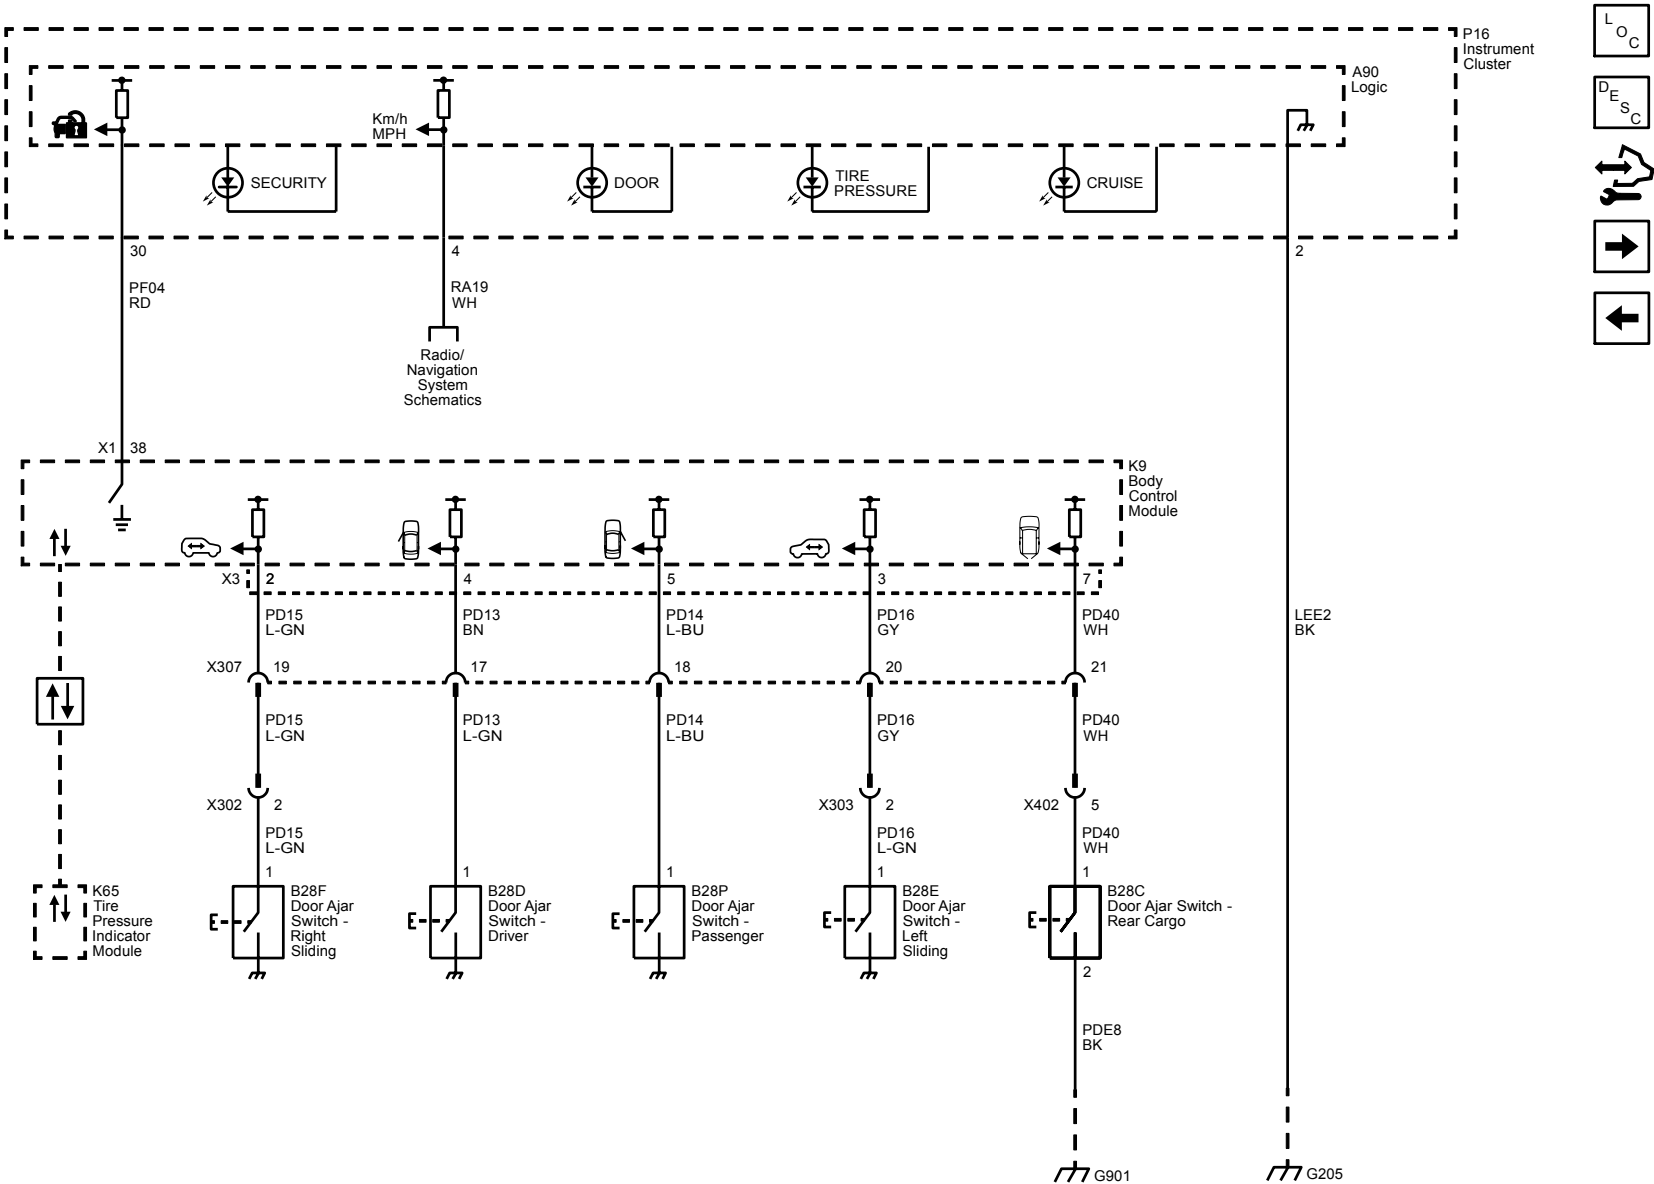 P16
Instrument
Cluster
L
O
C
A90
Logic
D
E
S
C
Km/h
MPH
SECURITY
DOOR
TIRE
PRESSURE
CRUISE
30
4
2
PF04
RD
RA19
WH
Radio/
Navigation
System
Schematics
X1 38
K9
Body
Control
Module
X3 2 4 5 3 7
PD15
L-GN
PD13
BN
PD14
L-BU
PD16
GY
PD40
WH
LEE2
BK
X307 19 17 18 20 21
PD15
L-GN
PD13
L-GN
PD14
L-BU
PD16
GY
PD40
WH
X302 2
X303 2
X402 5
PD15
L-GN
PD16
L-GN
PD40
WH
1 1 1 1 1
K65
Tire
Pressure
Indicator
Module
B28F
Door Ajar
Switch -
Right
Sliding
B28D
Door Ajar
Switch -
Driver
B28P
Door Ajar
Switch -
Passenger
B28E
Door Ajar
Switch -
Left
Sliding
B28C
Door Ajar Switch -
Rear Cargo
2
PDE8
BK
G901
G205